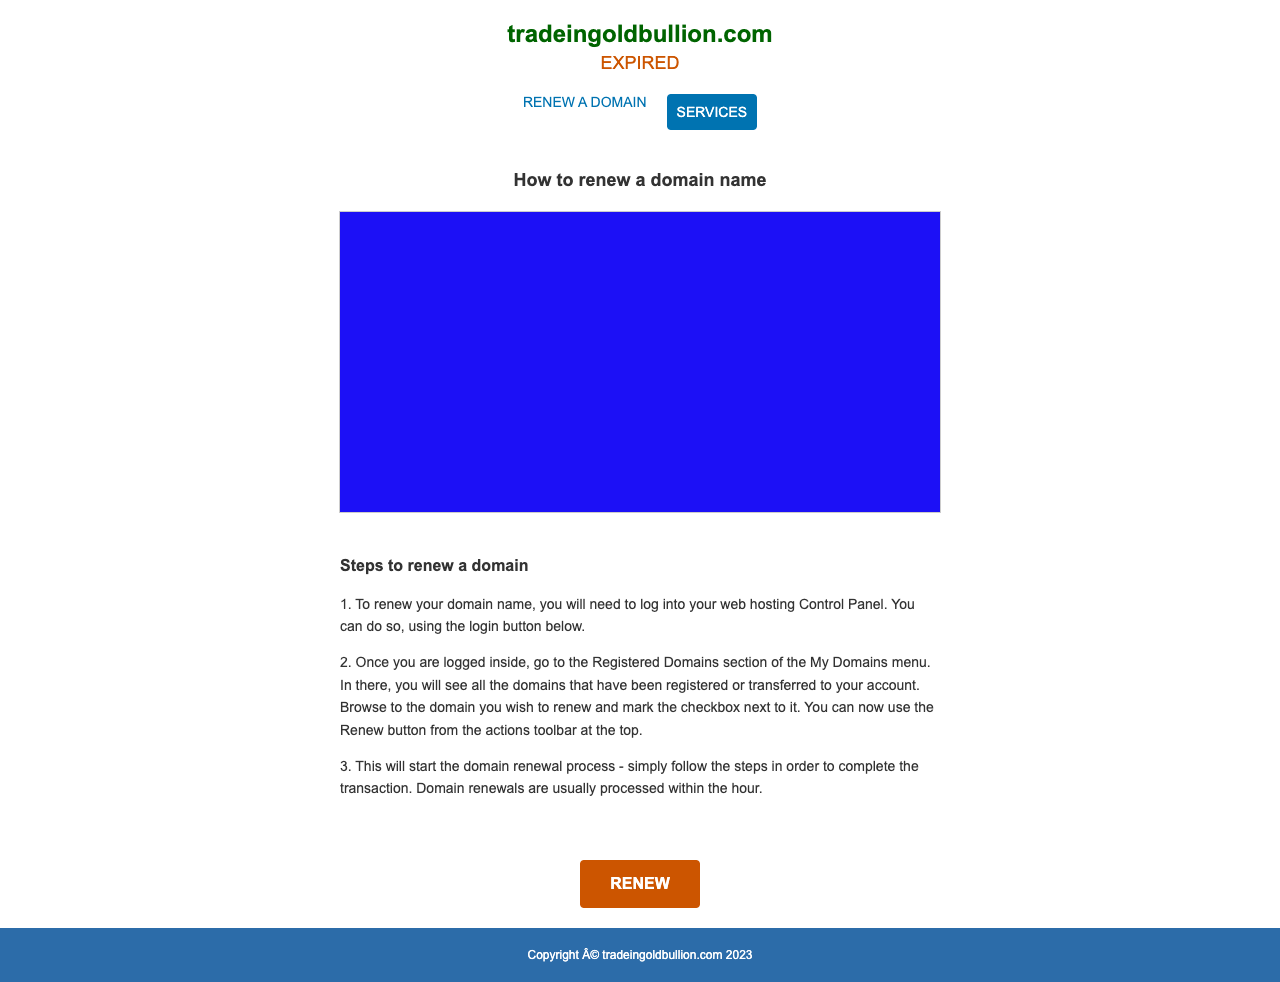 tradeingoldbullion.com
EXPIRED
RENEW A DOMAIN SERVICES
How to renew a domain name
Steps to renew a domain
1. To renew your domain name, you will need to log into your web hosting Control Panel. You
can do so, using the login button below.
2. Once you are logged inside, go to the Registered Domains section of the My Domains menu.
In there, you will see all the domains that have been registered or transferred to your account.
Browse to the domain you wish to renew and mark the checkbox next to it. You can now use the
Renew button from the actions toolbar at the top.
3. This will start the domain renewal process - simply follow the steps in order to complete the
transaction. Domain renewals are usually processed within the hour.
RENEW
Copyright Â© tradeingoldbullion.com 2023